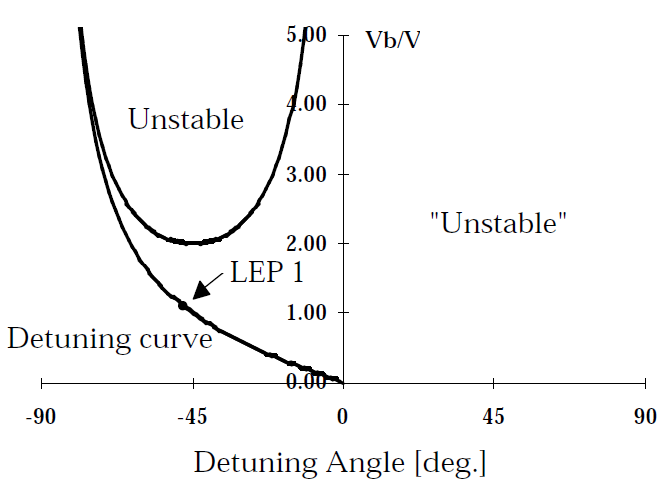 5.00 Vb/V
4.00
Unstable
3.00
"Unstable"
2.00
LEP 1
1.00
Detuning curve
0.00
-90 -45 0 45 90
Detuning Angle [deg.]